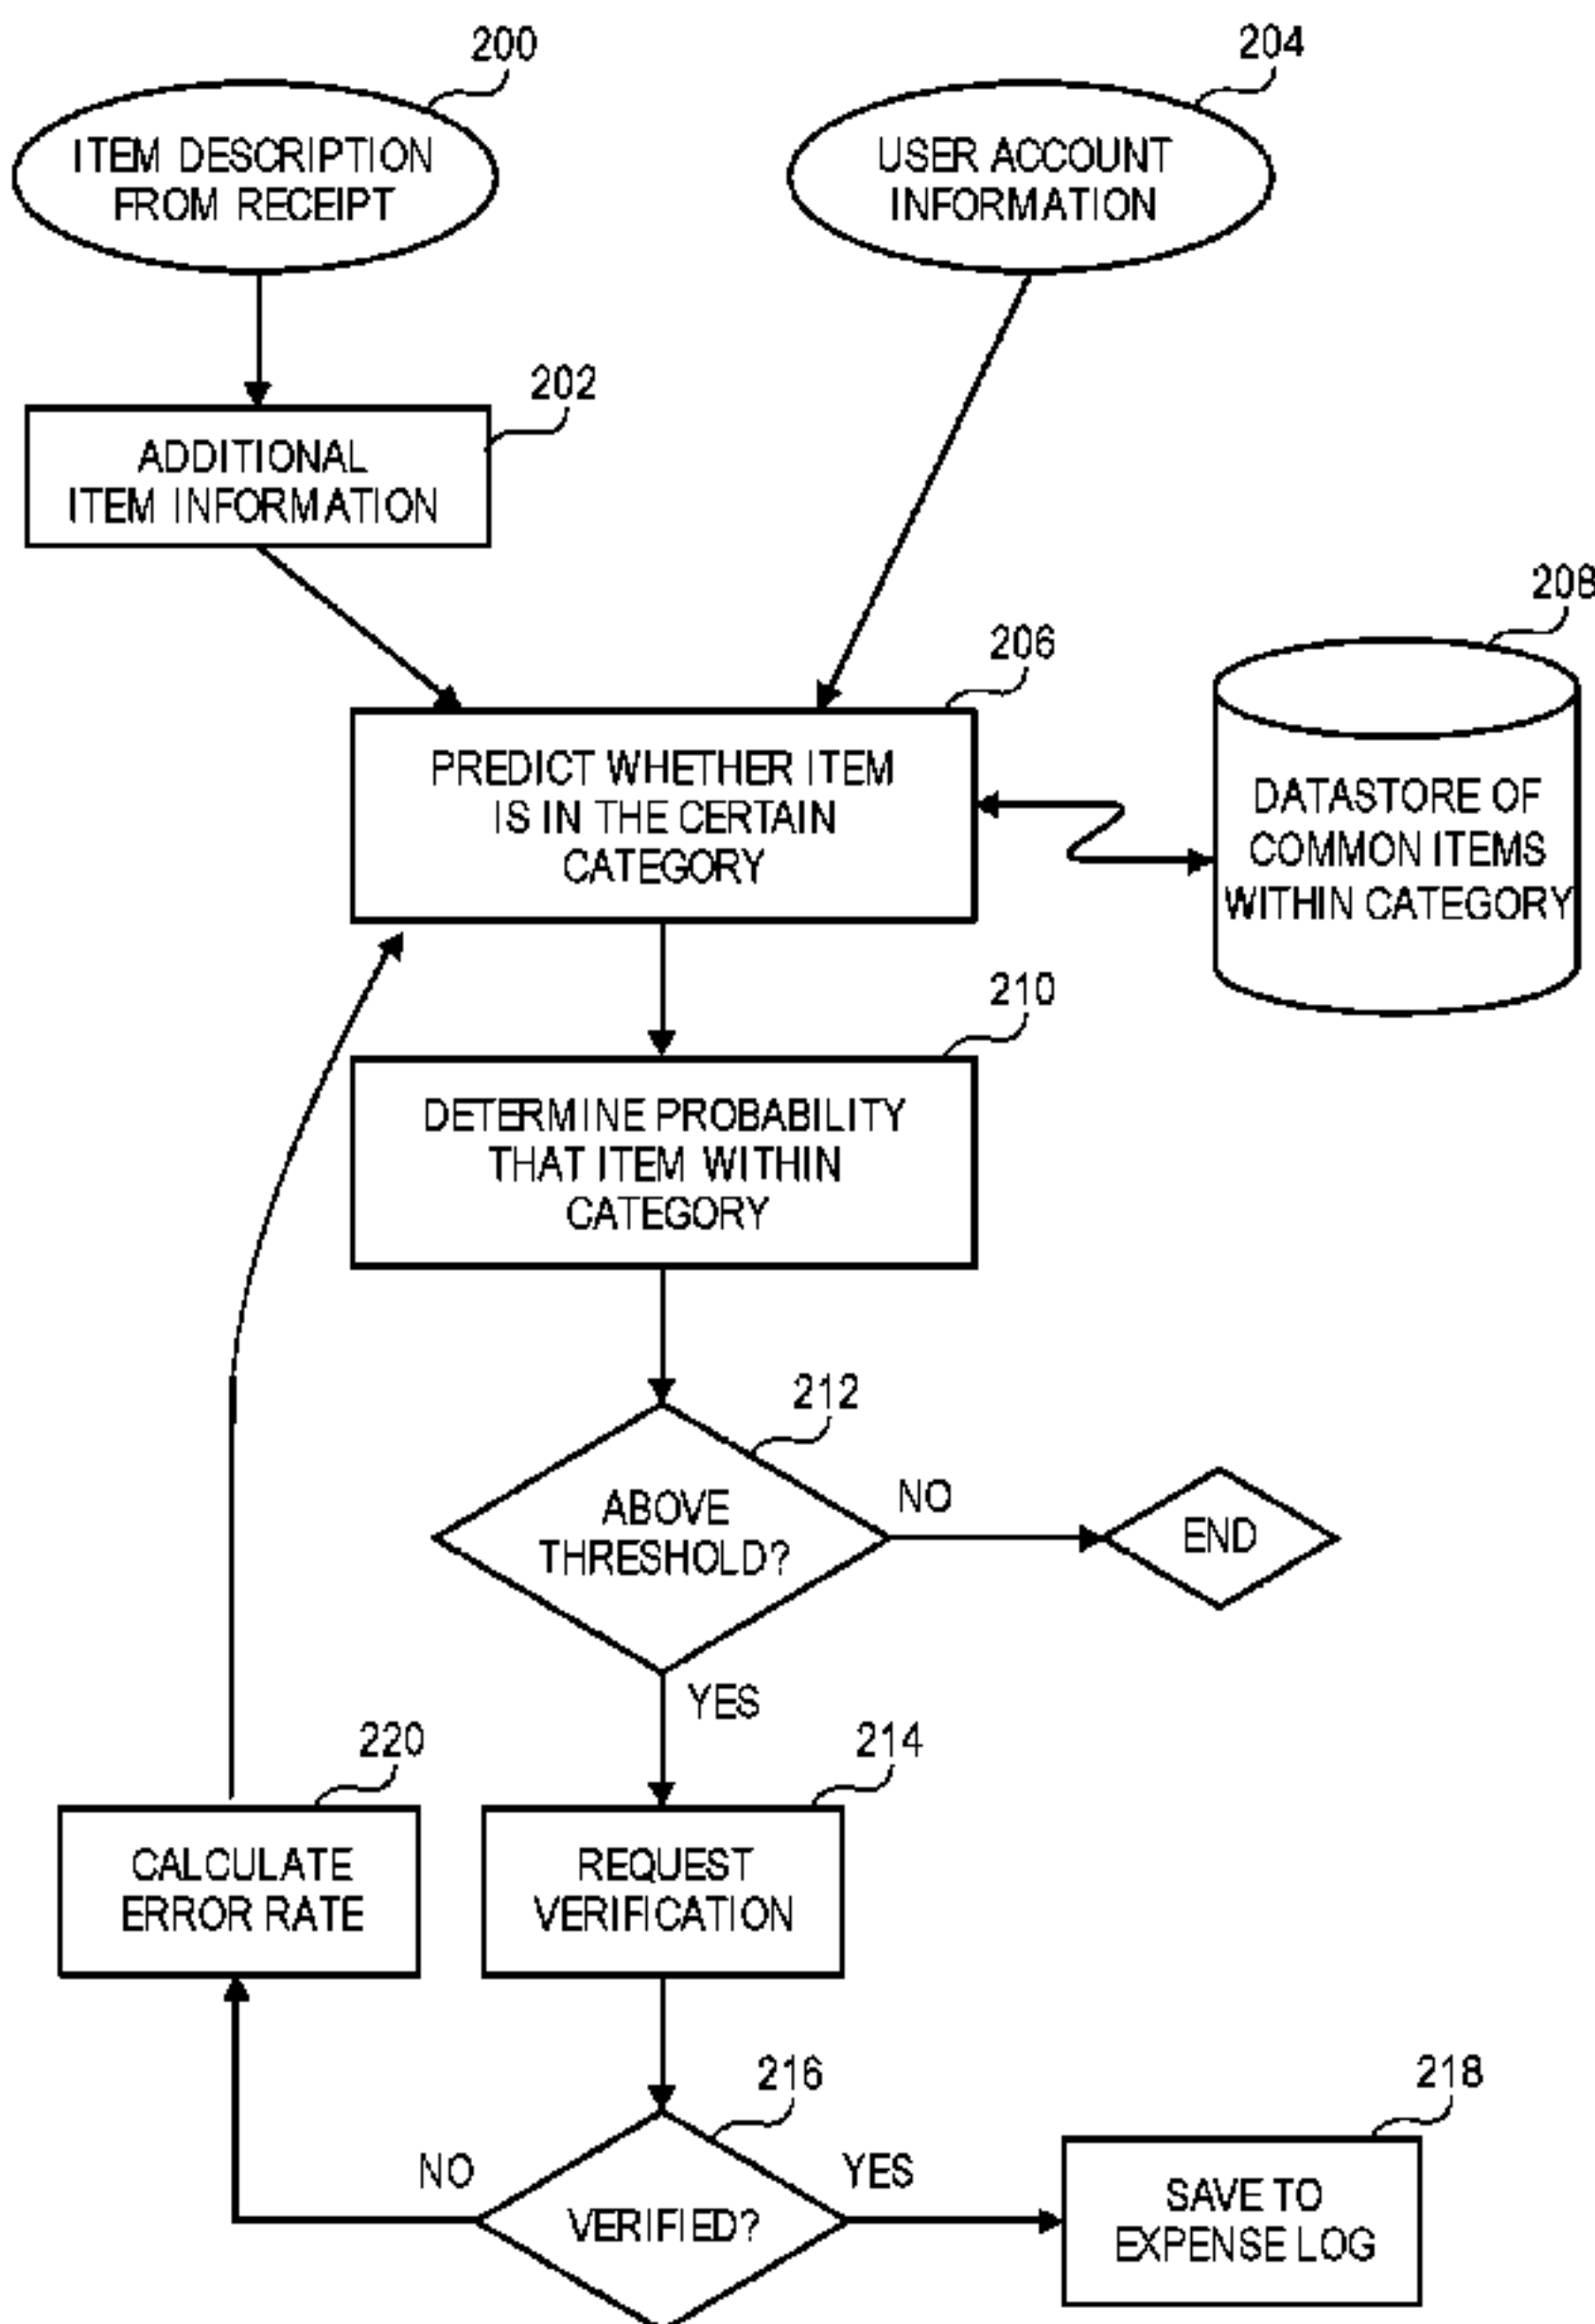 200
ITEM DESCRIPTION
FROM RECEIPT
204
USER ACCOUNT
INFORMATION
202
ADDITIONAL
ITEM INFORMATION
206
PREDICT WHETHER ITEM
IS IN THE CERTAIN
CATEGORY
208
DATASTORE OF
COMMON ITEMS
WITHIN CATEGORY
210
DETERMINE PROBABILITY
THAT ITEM WITHIN
CATEGORY
212
ABOVE
THRESHOLD?
NO
END
YES
220
CALCULATE
ERROR RATE
214
REQUEST
VERIFICATION
216
VERIFIED?
NO
YES
218
SAVE TO
EXPENSE LOG